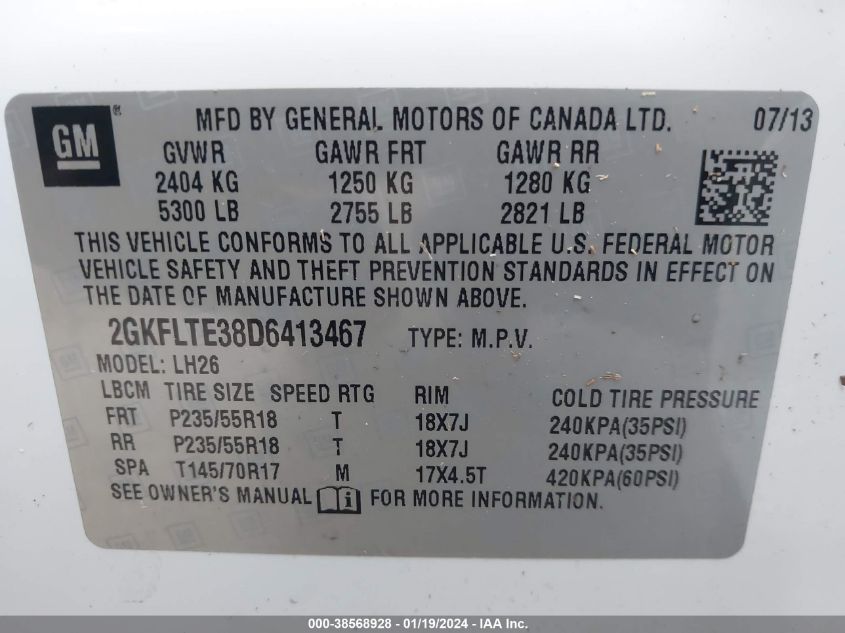 GM®
MFD BY GENERAL MOTORS OF CANADA LTD. 07/13
GVWR GAWR FRT GAWR RR
2404 KG 1250 KG 1280 KG
5300 LB 2755 LB 2821 LB
THIS VEHICLE CONFORMS TO ALL APPLICABLE U.S. FEDERAL MOTOR
VEHICLE SAFETY AND THEFT PREVENTION STANDARDS IN EFFECT ON
THE DATE OF MANUFACTURE SHOWN ABOVE.
2GKFLTE38D6413467 TYPE: M.P.V.
MODEL: LH26
LBCM TIRE SIZE SPEED RTG RIM COLD TIRE PRESSURE
FRT P235/55R18 T 18X7J 240KPA(35PSI)
RR P235/55R18 T 18X7J 240KPA(35PSI)
SPA T145/70R17 M 17X4.5T 420KPA(60PSI)
SEE OWNER'S MANUAL i FOR MORE INFORMATION.
000-38568928 - 01/19/2024 - IAA Inc.